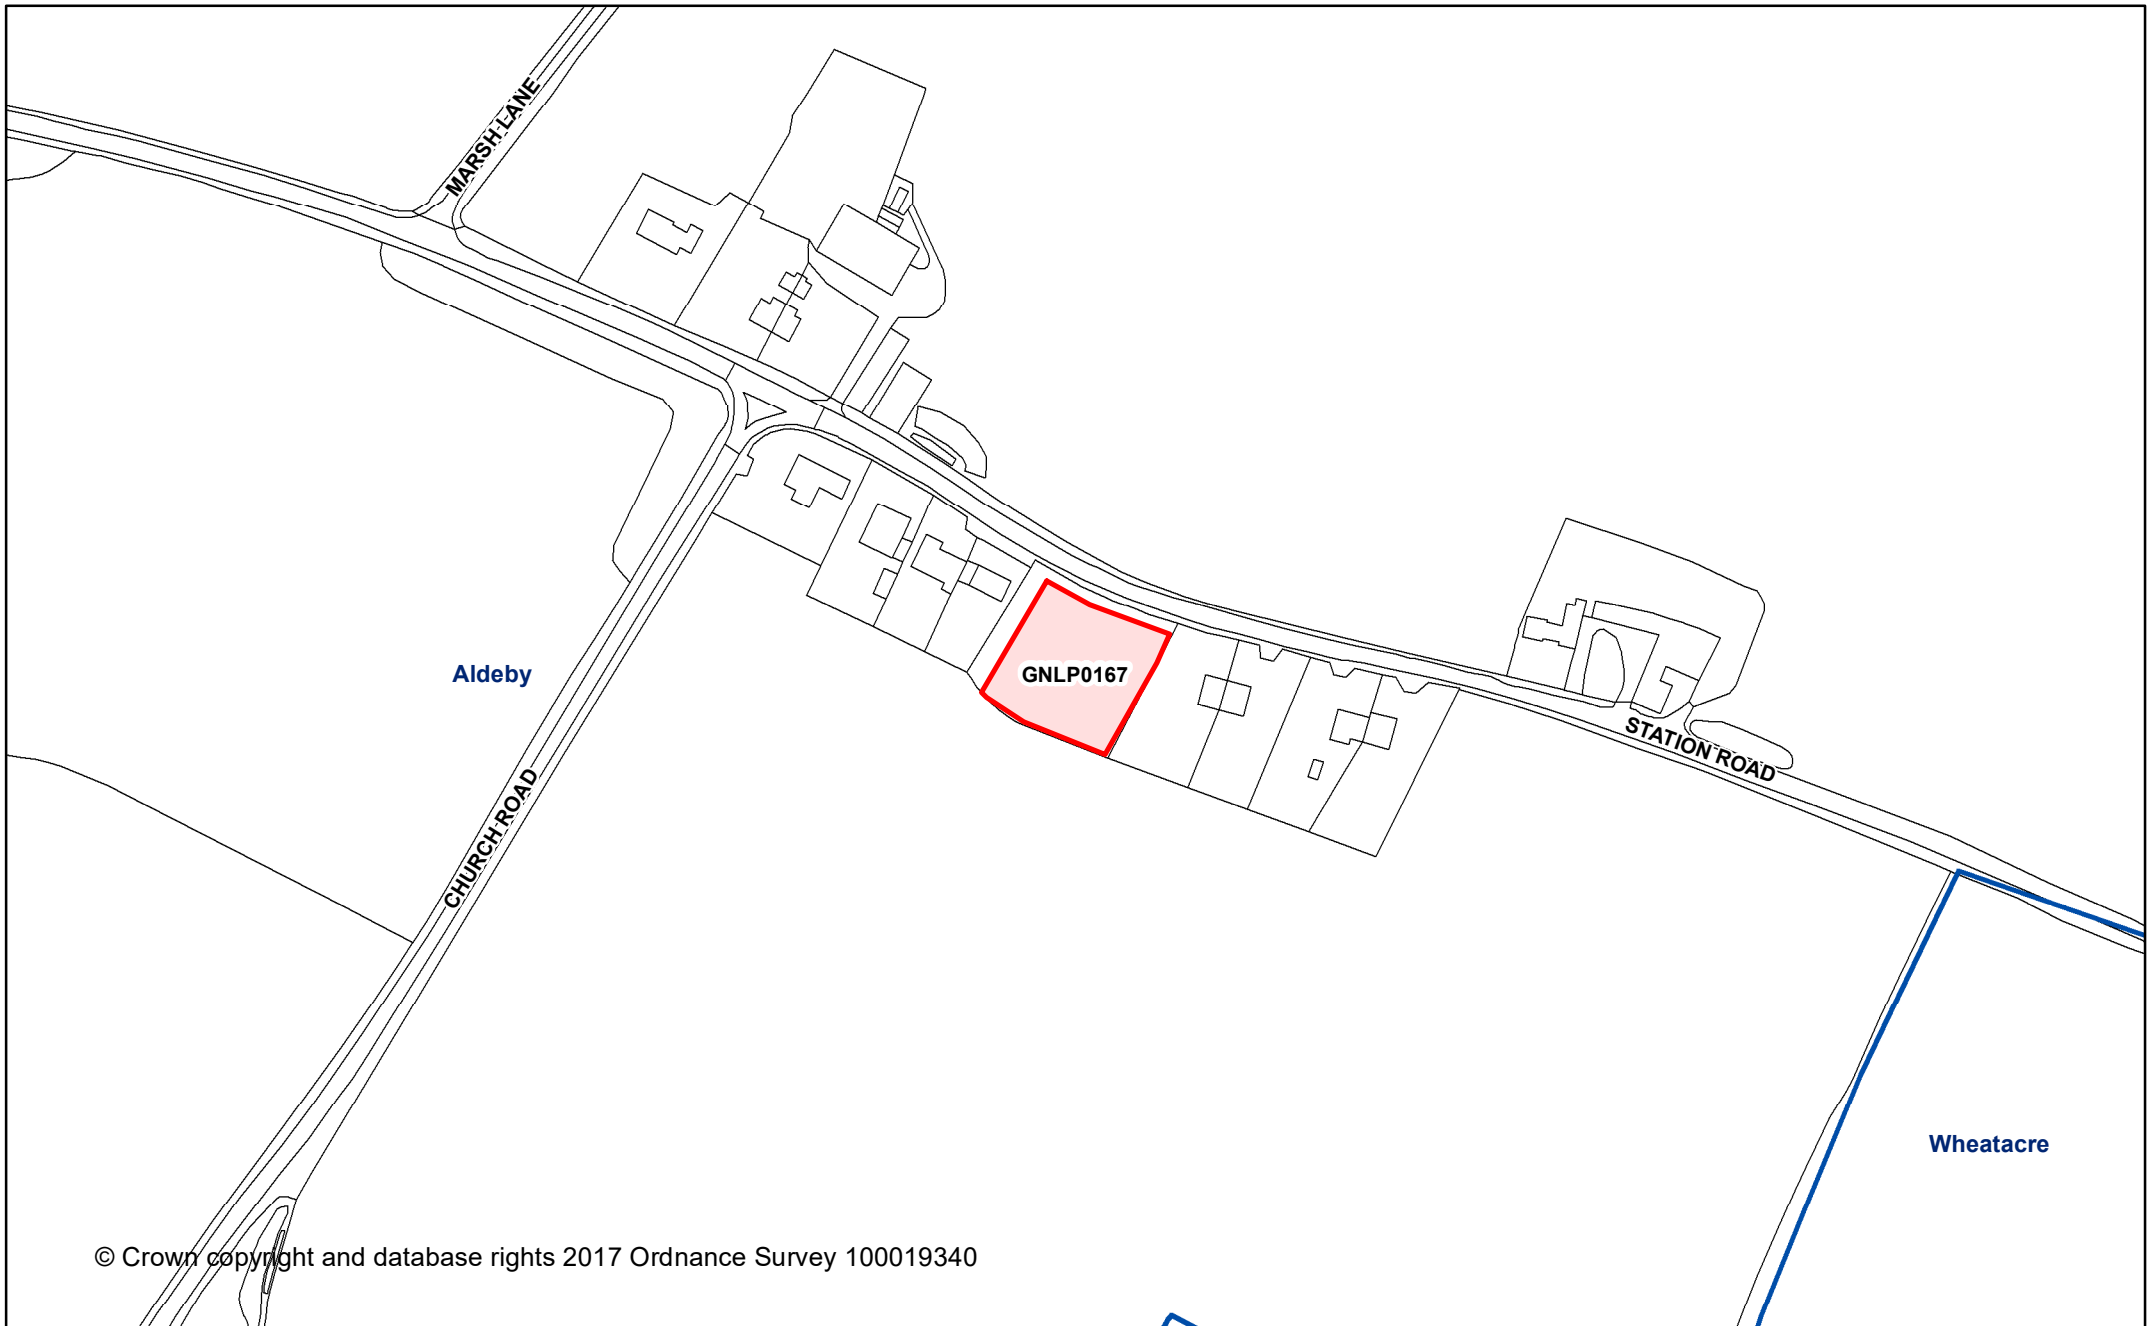 MARSH LANE
Aldeby
GNLP0167
STATION ROAD
CHURCH ROAD
Wheatacre
© Crown copyright and database rights 2017 Ordnance Survey 100019340